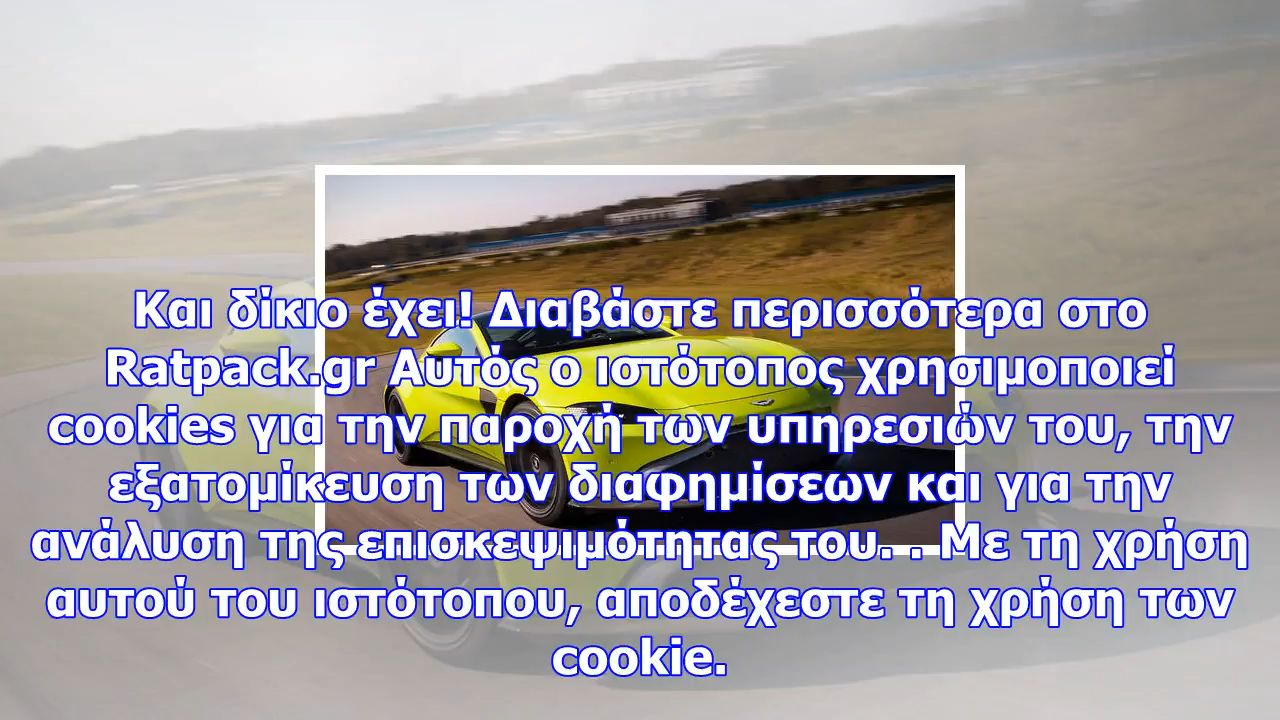 Και δίκιο έχει! Διαβάστε περισσότερα στο
Ratpack.gr Αυτός ο ιστότοπος χρησιμοποιεί
cookies για την παροχή των υπηρεσιών του, την
εξατομίκευση των διαφημίσεων και για την
ανάλυση της επισκεψιμότητας του. . Με τη χρήση
αυτού του ιστότοπου, αποδέχεστε τη χρήση των
cookie.